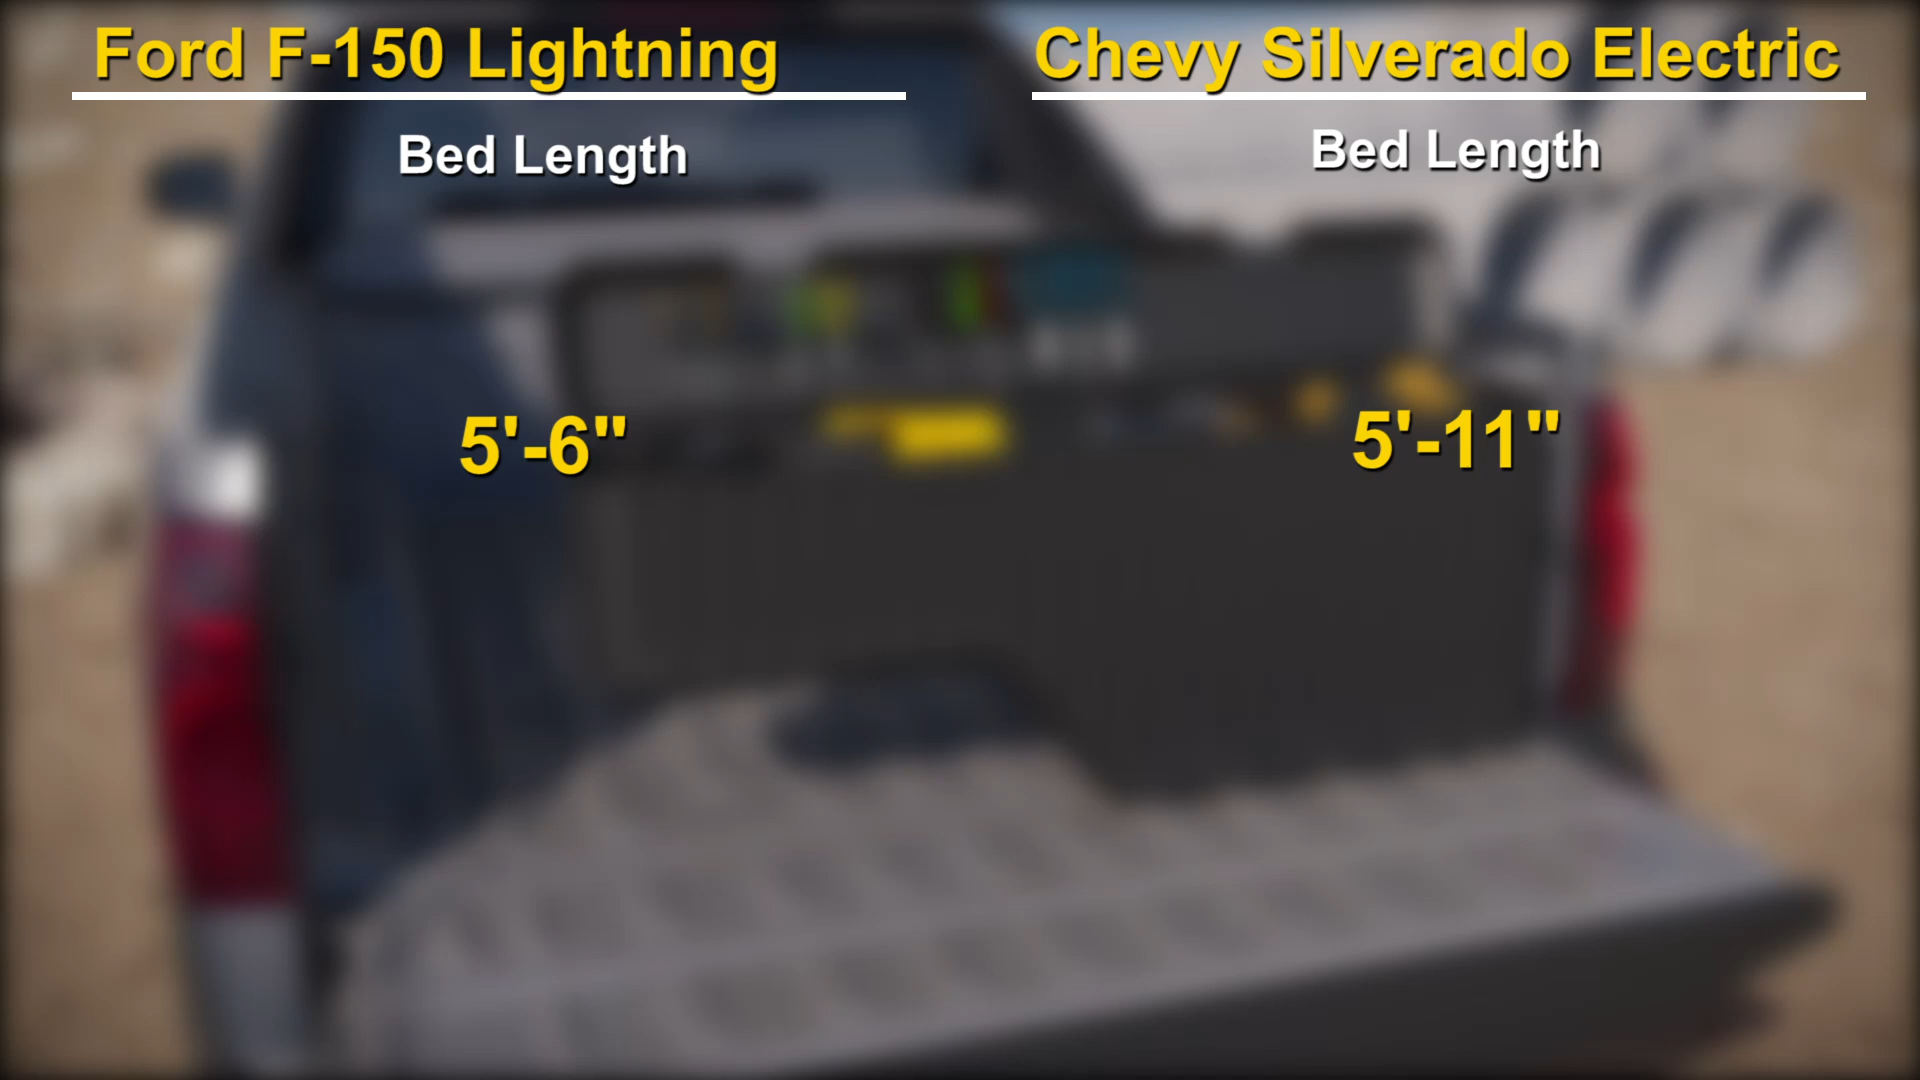 Ford F-150 Lightning
Bed Length
5'-6"
Chevy Silverado Electric
Bed Length
5'-11"